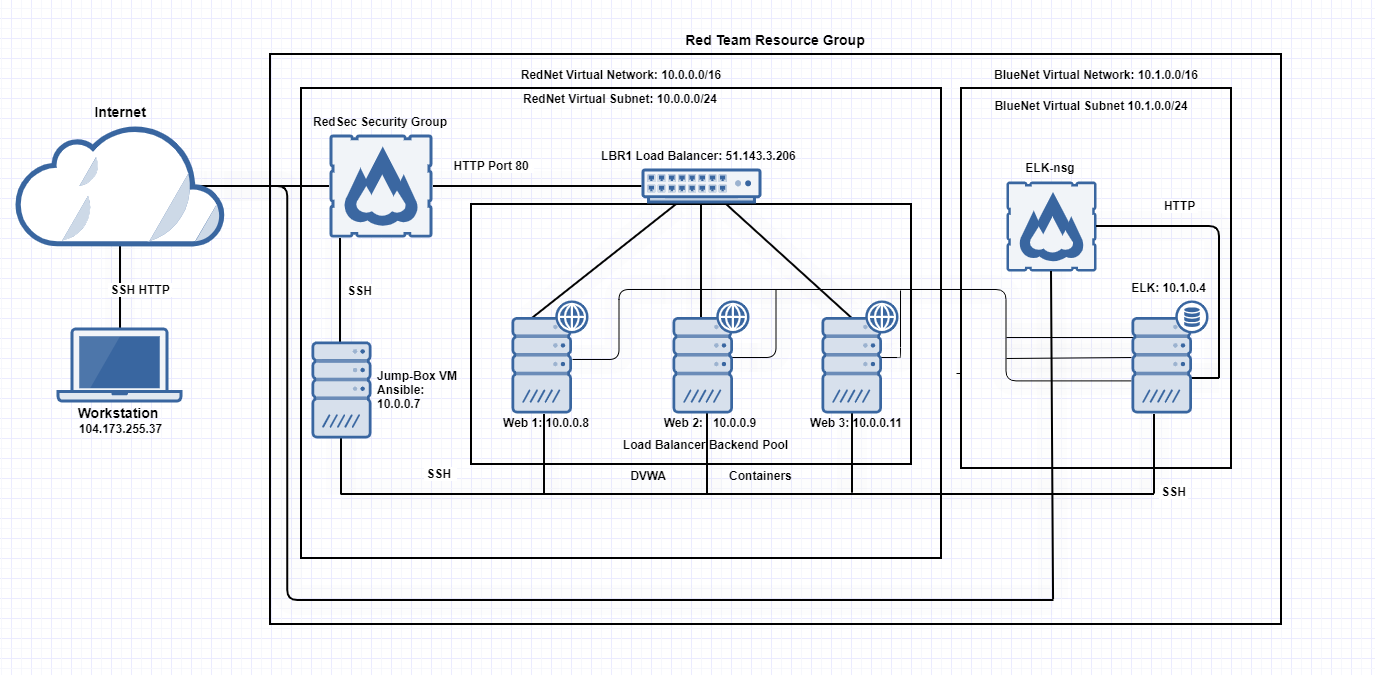 Red Team Resource Group
RedNet Virtual Network: 10.0.0.0/16
BlueNet Virtual Network: 10.1.0.0/16
RedNet Virtual Subnet: 10.0.0.0/24
BlueNet Virtual Subnet 10.1.0.0/24
Internet
RedSec Security Group
HTTP Port 80
LBR1 Load Balancer: 51.143.3.206
ELK-nsg
HTTP
SSH HTTP
SSH
ELK: 10.1.0.4
Jump-Box VM
Ansible:
10.0.0.7
Workstation
104.173.255.37
Web 1: 10.0.0.8
Web 2: 10.0.0.9
Web 3: 10.0.0.11
Load Balancer Backend Pool
SSH
DVWA Containers
SSH